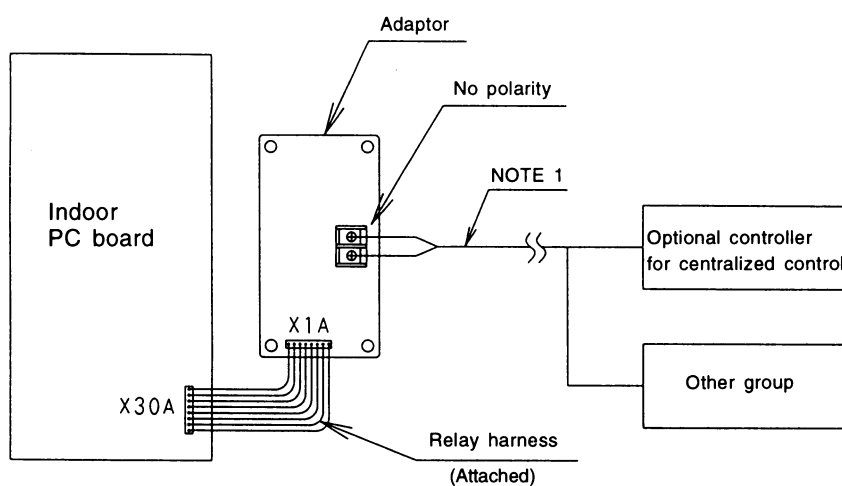 Adaptor
No polarity
NOTE 1
Indoor
PC board
Optional controller
for centralized control
X1A
Other group
X30A
Relay harness
(Attached)